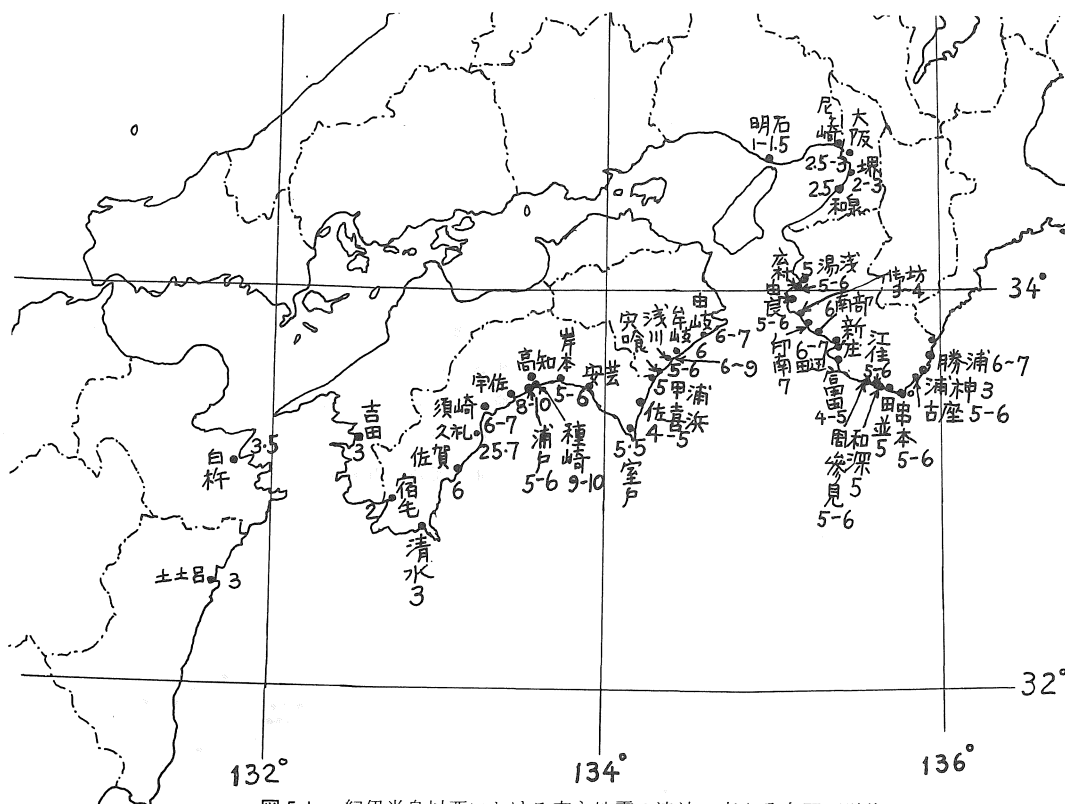 明石
1-1.5
尼ヶ崎
大阪
2.5-3
堺
2-3
2.5
和泉
5
湯浅
5-6
由良
5-6
3-4
34°
6
南部
新庄
印南
7
6-7
田辺
富田
4-5
江住
5-6
周參見
5-6
和深
5
田並
5
串本
5-6
勝浦 6-7
浦神 3
古座
5-6
由岐
6-7
6
牟岐
5-6
6-9
浅川
宍喰
5
甲浦
佐喜浜
4-5
5.5
室戸
安芸
岸本
5-6
高知
8-10
種崎
9-10
浦戸
5-6
宇佐
須崎
6-7
久礼
25.7
佐賀
6
吉田
3
宿毛
2
清水
3
臼杵
3.5
土土呂 3
32°
132°
134°
136°